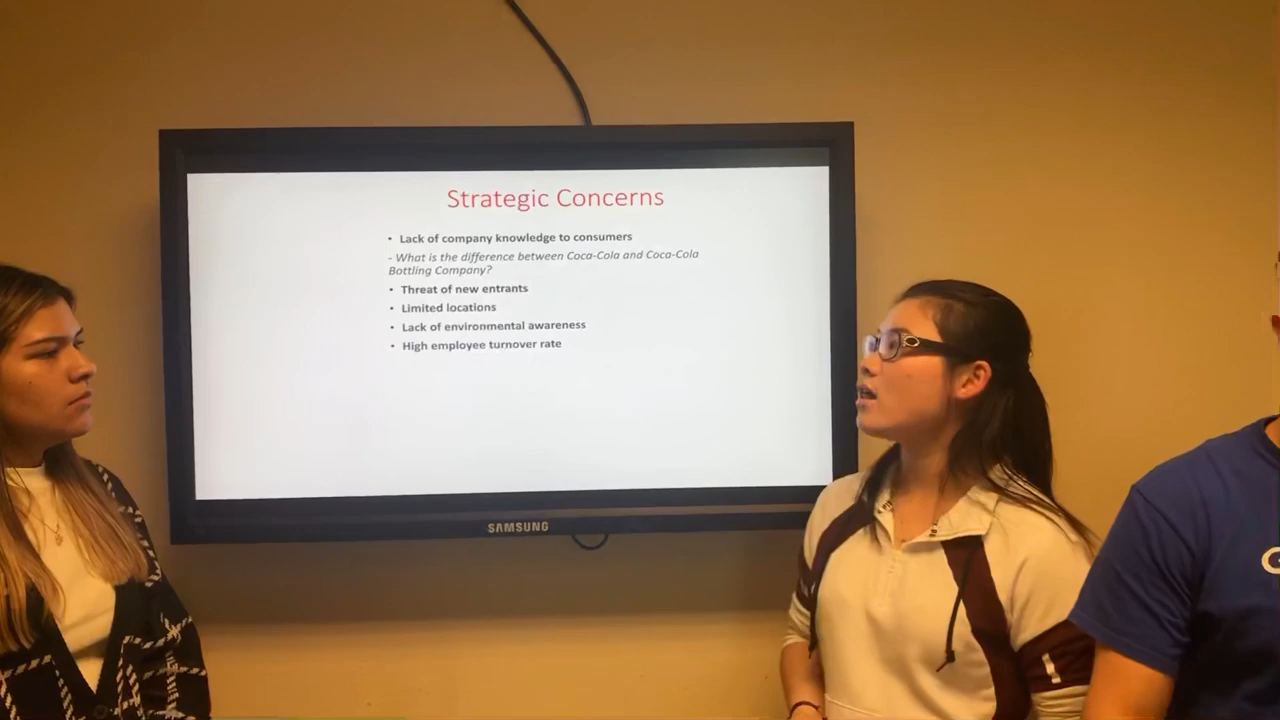 Strategic Concerns
• Lack of company knowledge to consumers
- What is the difference between Coca-Cola and Coca-Cola
Bottling Company?
• Threat of new entrants
• Limited locations
• Lack of environmental awareness
• High employee turnover rate
SAMSUNG